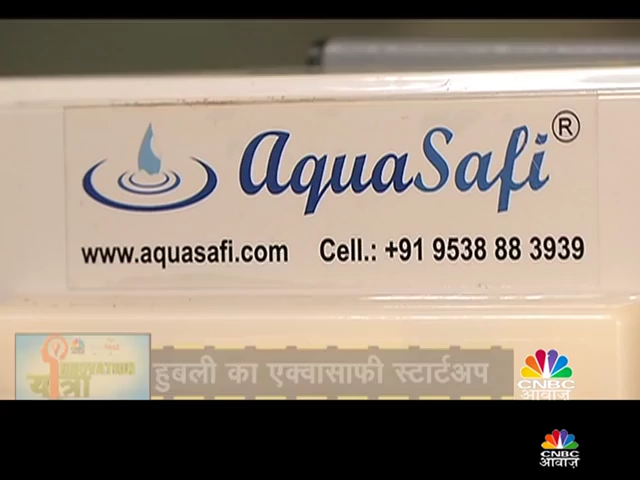 AquaSafi®
www.aquasafi.com Cell.: +91 9538 88 3939
यात्रा
हुबली का एक्वासाफी स्टार्टअप
CNBC
आवाज़
CNBC
आवाज़